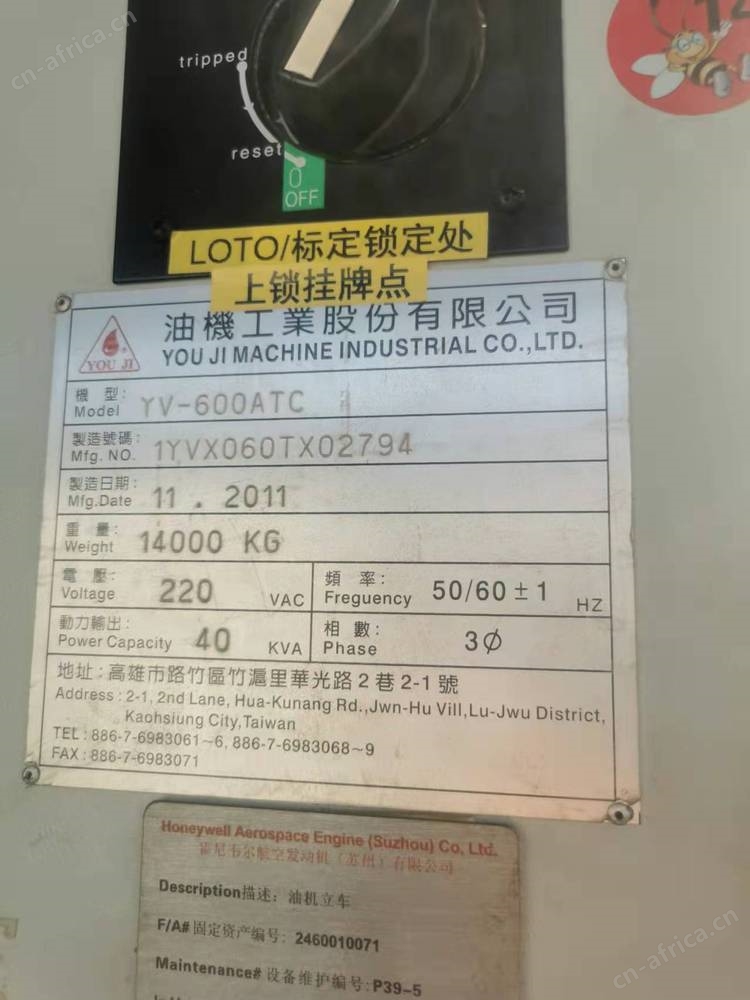 cn-africa.cn
14
tripped
reset
0
OFF
LOTO/标定锁定处
上锁挂牌点
油機工業股份有限公司
YOU JI MACHINE INDUSTRIAL CO.,LTD.
YOU JI
機 型:
Model YV-600ATC
製造號碼:
Mfg. NO. 1YVX060TX02794
製造日期:
Mfg.Date 11 . 2011
重 量:
Weight 14000 KG
電 壓:
Voltage 220 VAC
頻 率:
Freguency 50/60±1 HZ
動力輸出:
Power Capacity 40 KVA
相 數:
Phase 3∅
地址:高雄市路竹區竹滬里華光路2巷2-1號
Address : 2-1, 2nd Lane, Hua-Kunang Rd.,Jwn-Hu Vill,Lu-Jwu District,
Kaohsiung City,Taiwan
TEL : 886-7-6983061~6, 886-7-6983068~9
FAX : 886-7-6983071
Honeywell Aerospace Engine (Suzhou) Co, Ltd.
霍尼韦尔航空发动机（苏州）有限公司
Description描述: 油机立车
F/A# 固定资产编号: 2460010071
Maintenance# 设备维护编号:P39-5
cn-africa.cn